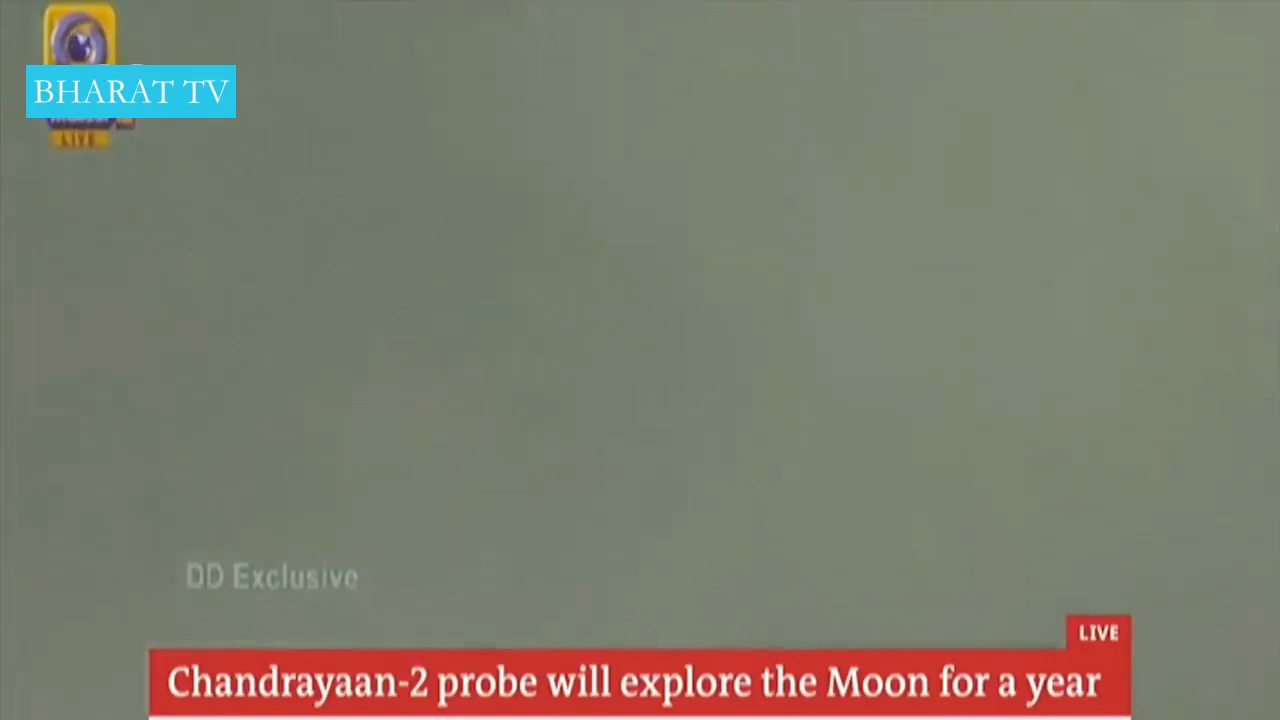 BHARAT TV
LIVE
DD Exclusive
LIVE
Chandrayaan-2 probe will explore the Moon for a year